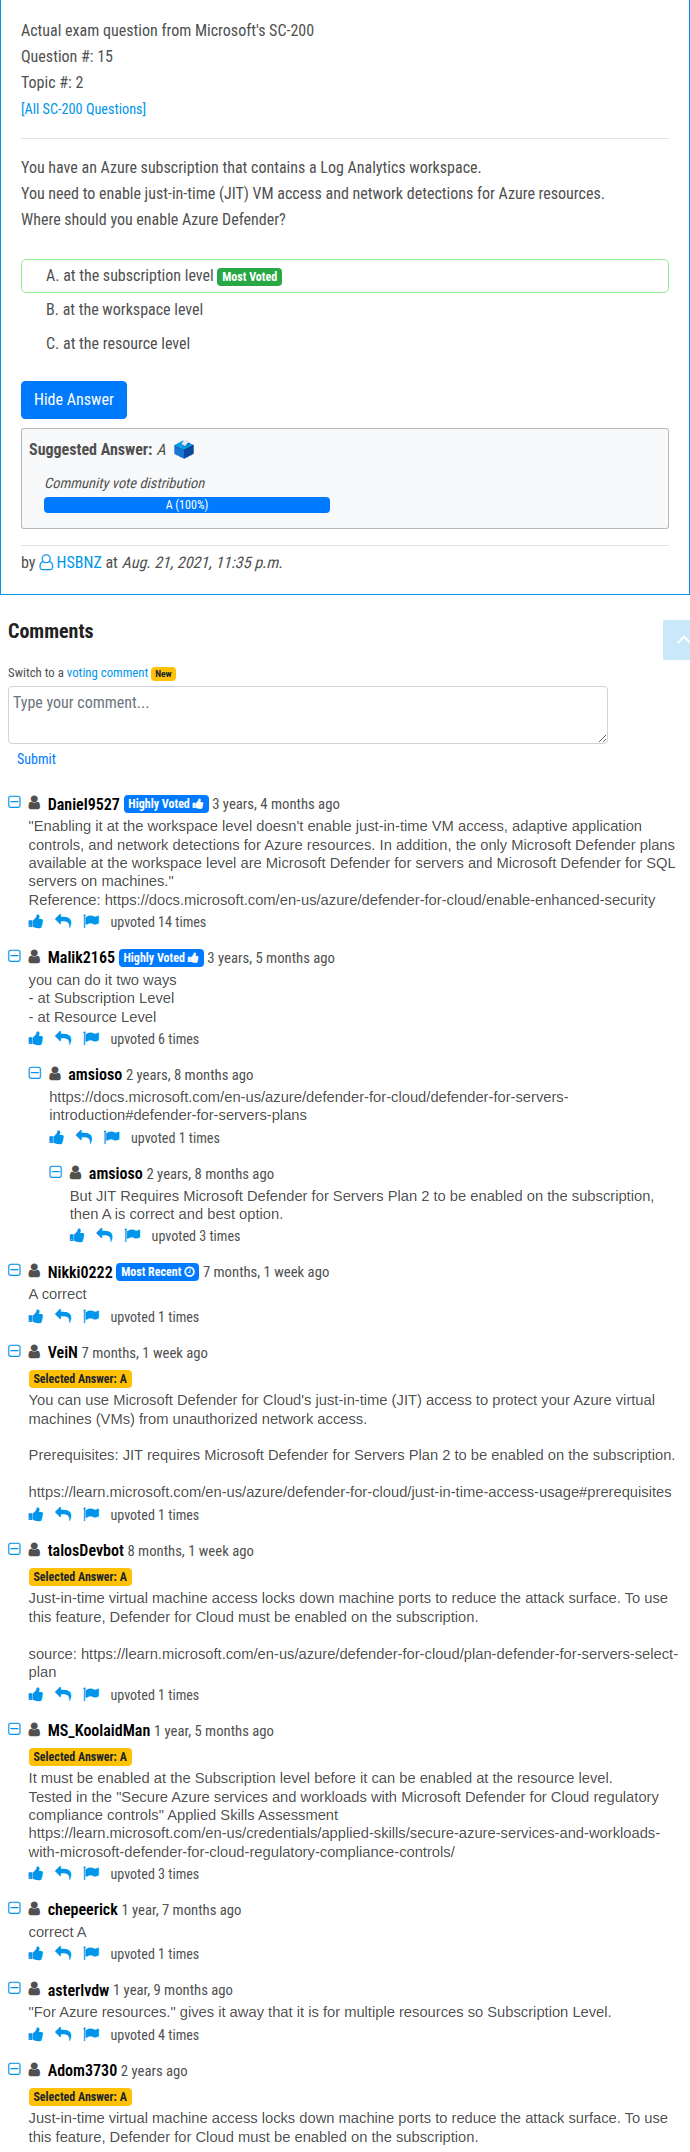 Actual exam question from Microsoft's SC-200
Question #: 15
Topic #: 2
[All SC-200 Questions]
You have an Azure subscription that contains a Log Analytics workspace.
You need to enable just-in-time (JIT) VM access and network detections for Azure resources.
Where should you enable Azure Defender?
A. at the subscription level Most Voted
B. at the workspace level
C. at the resource level
Hide Answer
Suggested Answer: A
Community vote distribution
A (100%)
by HSBNZ at Aug. 21, 2021, 11:35 p.m.
Comments
Switch to a voting comment New
Type your comment...
Submit
Daniel9527 Highly Voted 3 years, 4 months ago
"Enabling it at the workspace level doesn't enable just-in-time VM access, adaptive application
controls, and network detections for Azure resources. In addition, the only Microsoft Defender plans
available at the workspace level are Microsoft Defender for servers and Microsoft Defender for SQL
servers on machines."
Reference: https://docs.microsoft.com/en-us/azure/defender-for-cloud/enable-enhanced-security
upvoted 14 times
Malik2165 Highly Voted 3 years, 5 months ago
you can do it two ways
- at Subscription Level
- at Resource Level
upvoted 6 times
amsioso 2 years, 8 months ago
https://docs.microsoft.com/en-us/azure/defender-for-cloud/defender-for-servers-
introduction#defender-for-servers-plans
upvoted 1 times
amsioso 2 years, 8 months ago
But JIT Requires Microsoft Defender for Servers Plan 2 to be enabled on the subscription,
then A is correct and best option.
upvoted 3 times
Nikki0222 Most Recent 7 months, 1 week ago
A correct
upvoted 1 times
VeiN 7 months, 1 week ago
Selected Answer: A
You can use Microsoft Defender for Cloud's just-in-time (JIT) access to protect your Azure virtual
machines (VMs) from unauthorized network access.
Prerequisites: JIT requires Microsoft Defender for Servers Plan 2 to be enabled on the subscription.
https://learn.microsoft.com/en-us/azure/defender-for-cloud/just-in-time-access-usage#prerequisites
upvoted 1 times
talosDevbot 8 months, 1 week ago
Selected Answer: A
Just-in-time virtual machine access locks down machine ports to reduce the attack surface. To use
this feature, Defender for Cloud must be enabled on the subscription.
source: https://learn.microsoft.com/en-us/azure/defender-for-cloud/plan-defender-for-servers-select-
plan
upvoted 1 times
MS_KoolaidMan 1 year, 5 months ago
Selected Answer: A
It must be enabled at the Subscription level before it can be enabled at the resource level.
Tested in the "Secure Azure services and workloads with Microsoft Defender for Cloud regulatory
compliance controls" Applied Skills Assessment
https://learn.microsoft.com/en-us/credentials/applied-skills/secure-azure-services-and-workloads-
with-microsoft-defender-for-cloud-regulatory-compliance-controls/
upvoted 3 times
chepeerick 1 year, 7 months ago
correct A
upvoted 1 times
asterlvdw 1 year, 9 months ago
"For Azure resources." gives it away that it is for multiple resources so Subscription Level.
upvoted 4 times
Adom3730 2 years ago
Selected Answer: A
Just-in-time virtual machine access locks down machine ports to reduce the attack surface. To use
this feature, Defender for Cloud must be enabled on the subscription.